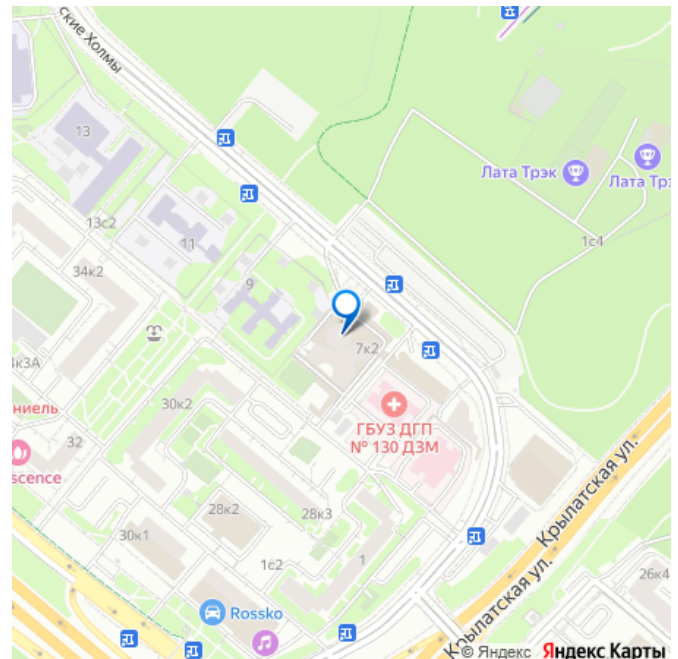 ские Холмы
13
Лата Трэк
Лата Трэ
13с2
11
1с4
34к2
9
4к3А
7к2
ниель
30к2
ГБУЗ ДГП
№ 130 ДЗМ
32
scence
Крылатская ул.
28к2
28к3
30к1
1с2
1
26к4
Rossko
Крылатская ул.
© Яндекс Яндекс Карты